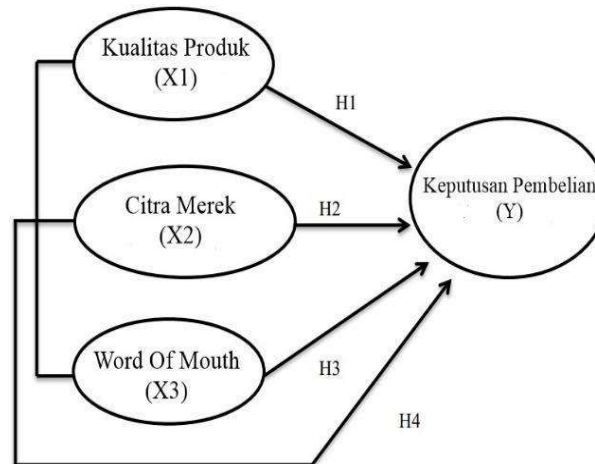 Kualitas Produk
(X1)
H1
Keputusan Pembelian
(Y)
Citra Merek
(X2)
H2
Word Of Mouth
(X3)
H3
H4